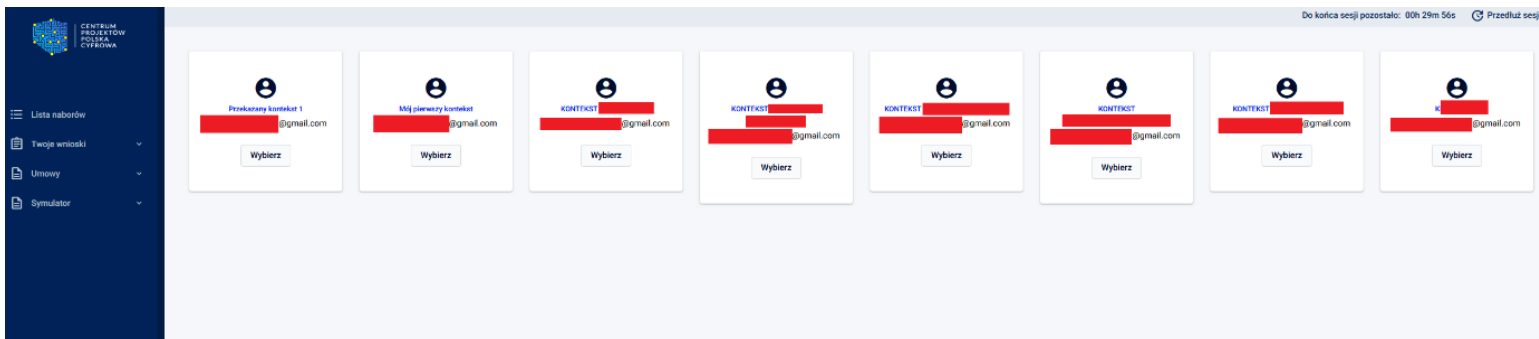 CENTRUM
PROJEKTÓW
POLSKA
CYFROWA
Do końca sesji pozostało: 00h 29m 56s
Przedłuż sesj
Lista naborów
Twoje wnioski
Umowy
Symulator
Przekazany kontekst 1
@gmail.com
Wybierz
Mój pierwszy kontekst
@gmail.com
Wybierz
KONTEKST
@gmail.com
Wybierz
KONTEKST
@gmail.com
Wybierz
KONTEKST
@gmail.com
Wybierz
KONTEKST
@gmail.com
Wybierz
KONTEKST
@gmail.com
Wybierz
K
@gmail.com
Wybierz